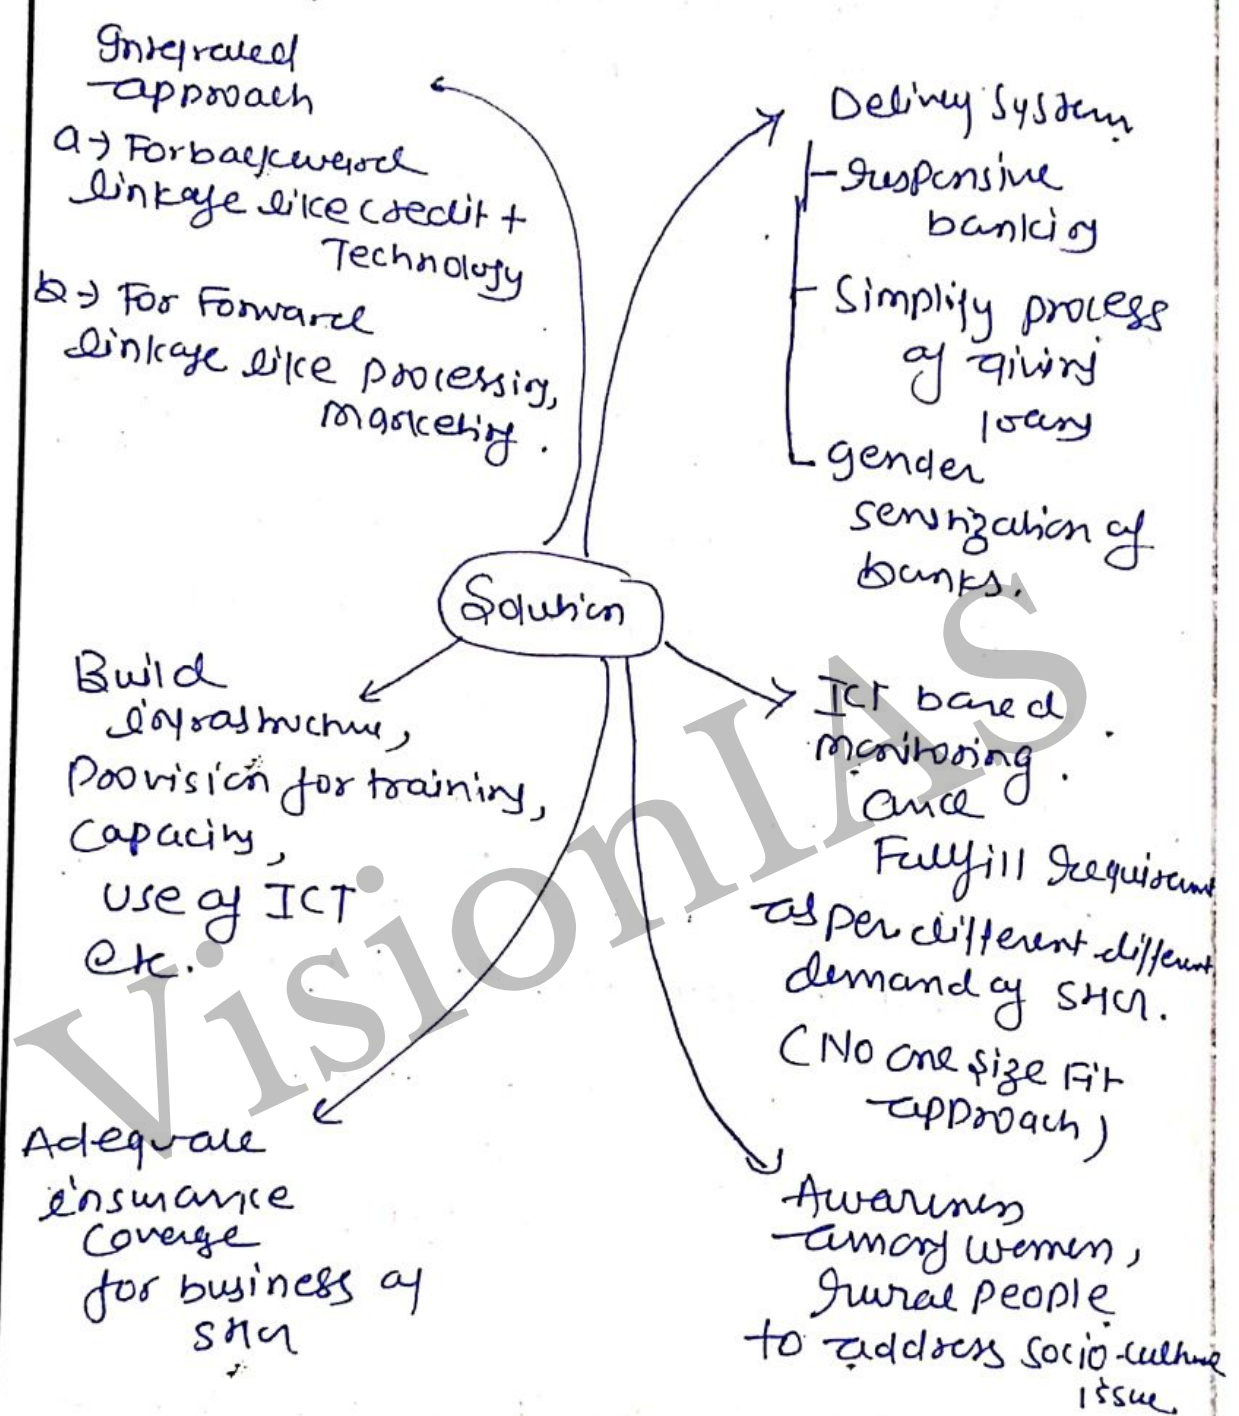 Integrated
approach
a→ For backward
linkage like credit +
Technology
b→ For Forward
linkage like processing,
marketing.
Delivery System
responsive
banking
Simplify process
of giving
loans
gender
sensitization of
banks.
Solution
Build
infrastructure,
Provision for training,
Capacity,
use of ICT
etc.
ICT based
monitoring.
and
Fullfill requirement
as per different different
demand of SHG.
(No one size Fit
approach)
Adequate
insurance
coverge
for business of
SHG
Awareness
among women,
rural people
to address socio-culture
issue.
VisionIAS